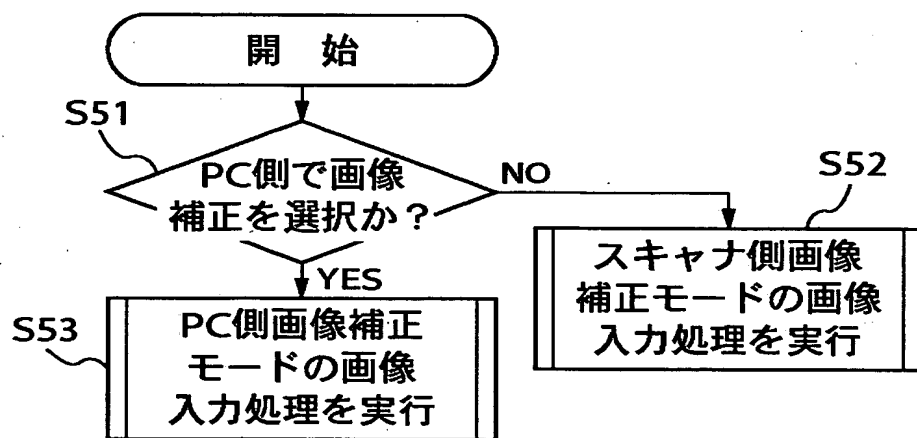 開 始
S51
PC側で画像
補正を選択か?
NO
S52
スキャナ側画像
補正モードの画像
入力処理を実行
YES
S53
PC側画像補正
モードの画像
入力処理を実行